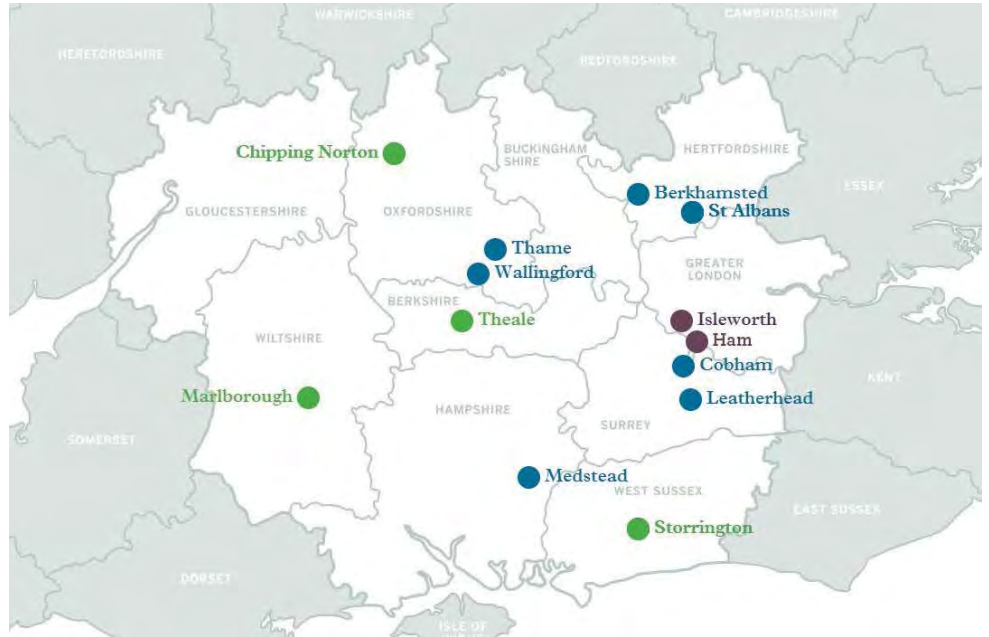 WARWICKSHIRE
CAMBRIDGESHIRE
HEREFORDSHIRE
BEDFORDSHIRE
Chipping Norton
BUCKINGHAM
SHIRE
HERTFORDSHIRE
ESSEX
Berkhamsted
St Albans
GLOUCESTERSHIRE
OXFORDSHIRE
Thame
Wallingford
GREATER
LONDON
BERKSHIRE
Theale
Isleworth
Ham
WILTSHIRE
Cobham
KENT
Marlborough
Leatherhead
HAMPSHIRE
SURREY
SOMERSET
Medstead
WEST SUSSEX
EAST SUSSEX
Storrington
DORSET
ISLE OF